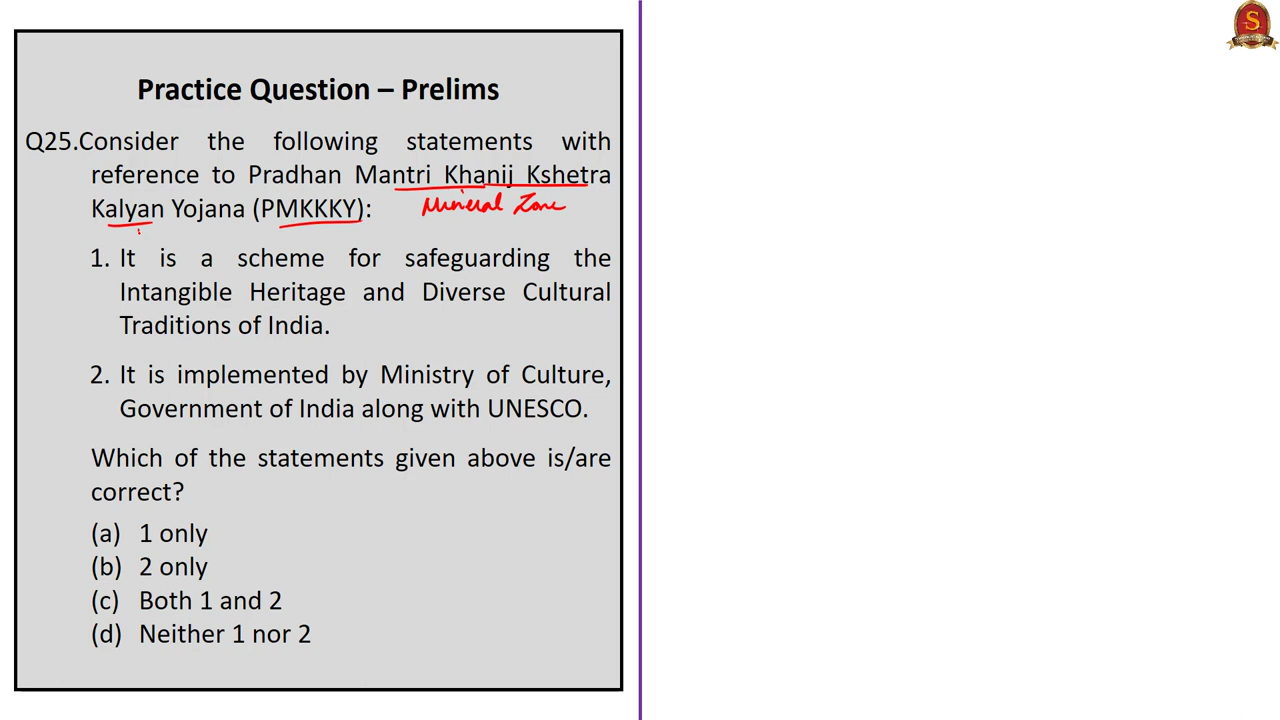 S
Practice Question – Prelims
Q25.Consider the following statements with
reference to Pradhan Mantri Khanij Kshetra
Kalyan Yojana (PMKKKY):
Mineral Zone
1. It is a scheme for safeguarding the
Intangible Heritage and Diverse Cultural
Traditions of India.
2. It is implemented by Ministry of Culture,
Government of India along with UNESCO.
Which of the statements given above is/are
correct?
(a) 1 only
(b) 2 only
(c) Both 1 and 2
(d) Neither 1 nor 2